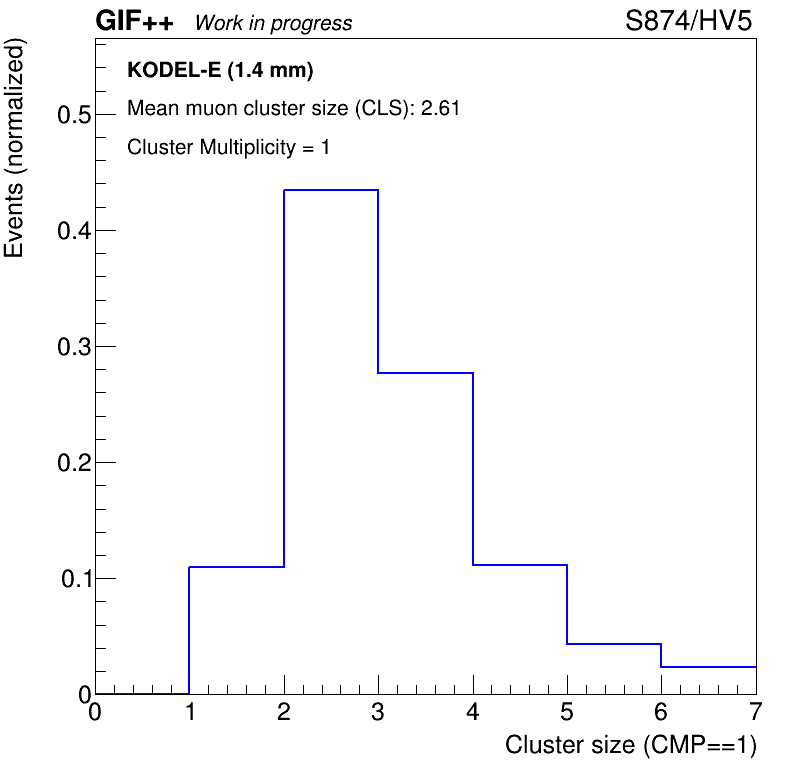 GIF++ Work in progress S874/HV5
KODEL-E (1.4 mm)
Mean muon cluster size (CLS): 2.61
Cluster Multiplicity = 1
Events (normalized)
0.5
0.4
0.3
0.2
0.1
0
0 1 2 3 4 5 6 7
Cluster size (CMP==1)